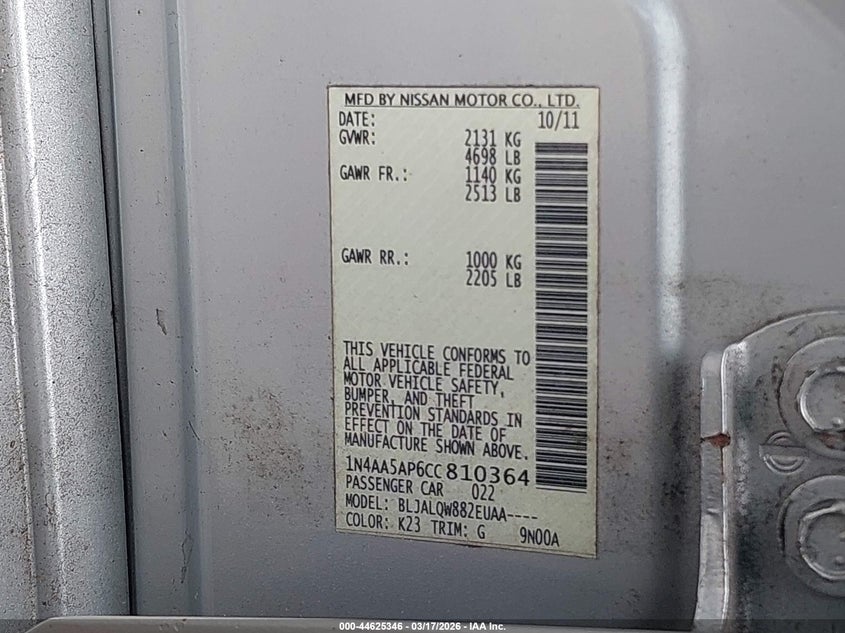 MFD BY NISSAN MOTOR CO., LTD.
DATE: 10/11
GVWR: 2131 KG
4698 LB
GAWR FR.: 1140 KG
2513 LB
GAWR RR.: 1000 KG
2205 LB
THIS VEHICLE CONFORMS TO
ALL APPLICABLE FEDERAL
MOTOR VEHICLE SAFETY,
BUMPER, AND THEFT
PREVENTION STANDARDS IN
EFFECT ON THE DATE OF
MANUFACTURE SHOWN ABOVE.
1N4AA5AP6CC810364
PASSENGER CAR 022
MODEL: BLJALQW882EUAA----
COLOR: K23 TRIM: G 9N00A
000-44625346 - 03/17/2026 - IAA Inc.